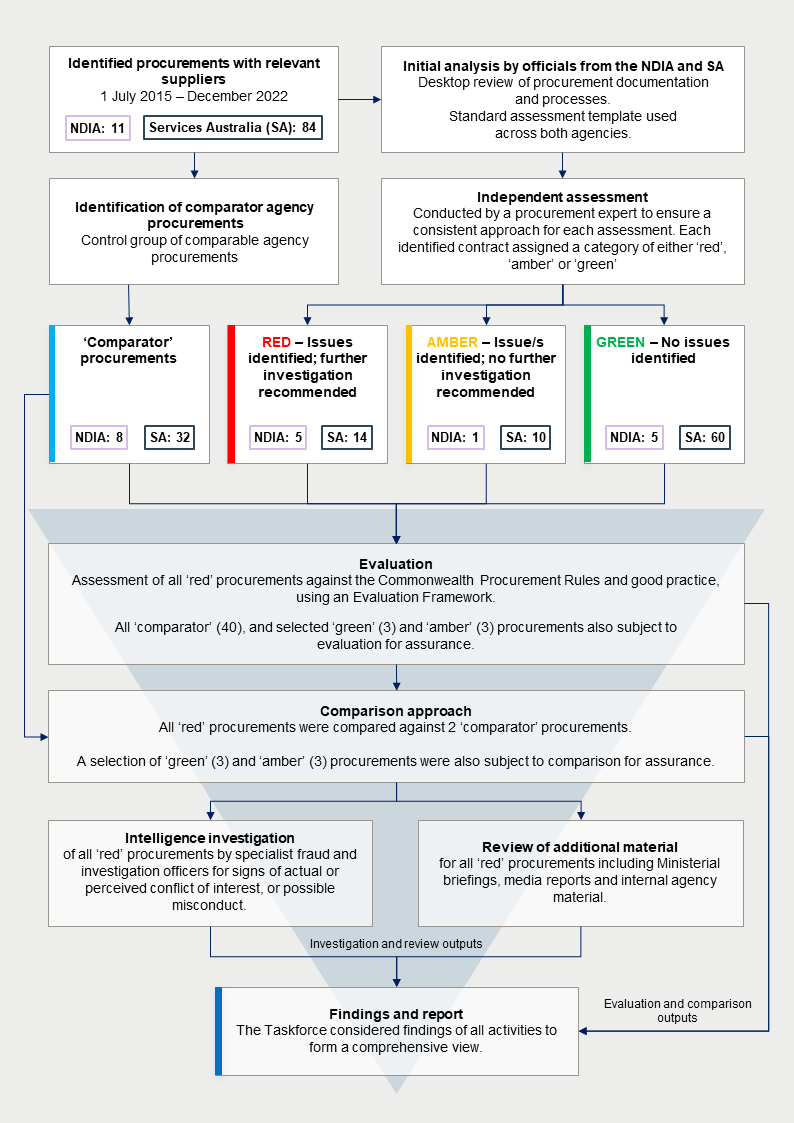 Identified procurements with relevant
suppliers
1 July 2015 – December 2022
NDIA: 11
Services Australia (SA): 84
Initial analysis by officials from the NDIA and SA
Desktop review of procurement documentation
and processes.
Standard assessment template used
across both agencies.
Identification of comparator agency
procurements
Control group of comparable agency
procurements
Independent assessment
Conducted by a procurement expert to ensure a
consistent approach for each assessment. Each
identified contract assigned a category of either ‘red’,
‘amber’ or ‘green’
‘Comparator’
procurements
NDIA: 8
SA: 32
RED – Issues
identified; further
investigation
recommended
NDIA: 5
SA: 14
AMBER – Issue/s
identified; no further
investigation
recommended
NDIA: 1
SA: 10
GREEN – No issues
identified
NDIA: 5
SA: 60
Evaluation
Assessment of all ‘red’ procurements against the Commonwealth Procurement Rules and good practice,
using an Evaluation Framework.
All ‘comparator’ (40), and selected ‘green’ (3) and ‘amber’ (3) procurements also subject to
evaluation for assurance.
Comparison approach
All ‘red’ procurements were compared against 2 ‘comparator’ procurements.
A selection of ‘green’ (3) and ‘amber’ (3) procurements were also subject to comparison for assurance.
Intelligence investigation
of all ‘red’ procurements by specialist fraud and
investigation officers for signs of actual or
perceived conflict of interest, or possible
misconduct.
Review of additional material
for all ‘red’ procurements including Ministerial
briefings, media reports and internal agency
material.
Investigation and review outputs
Evaluation and comparison
outputs
Findings and report
The Taskforce considered findings of all activities to
form a comprehensive view.